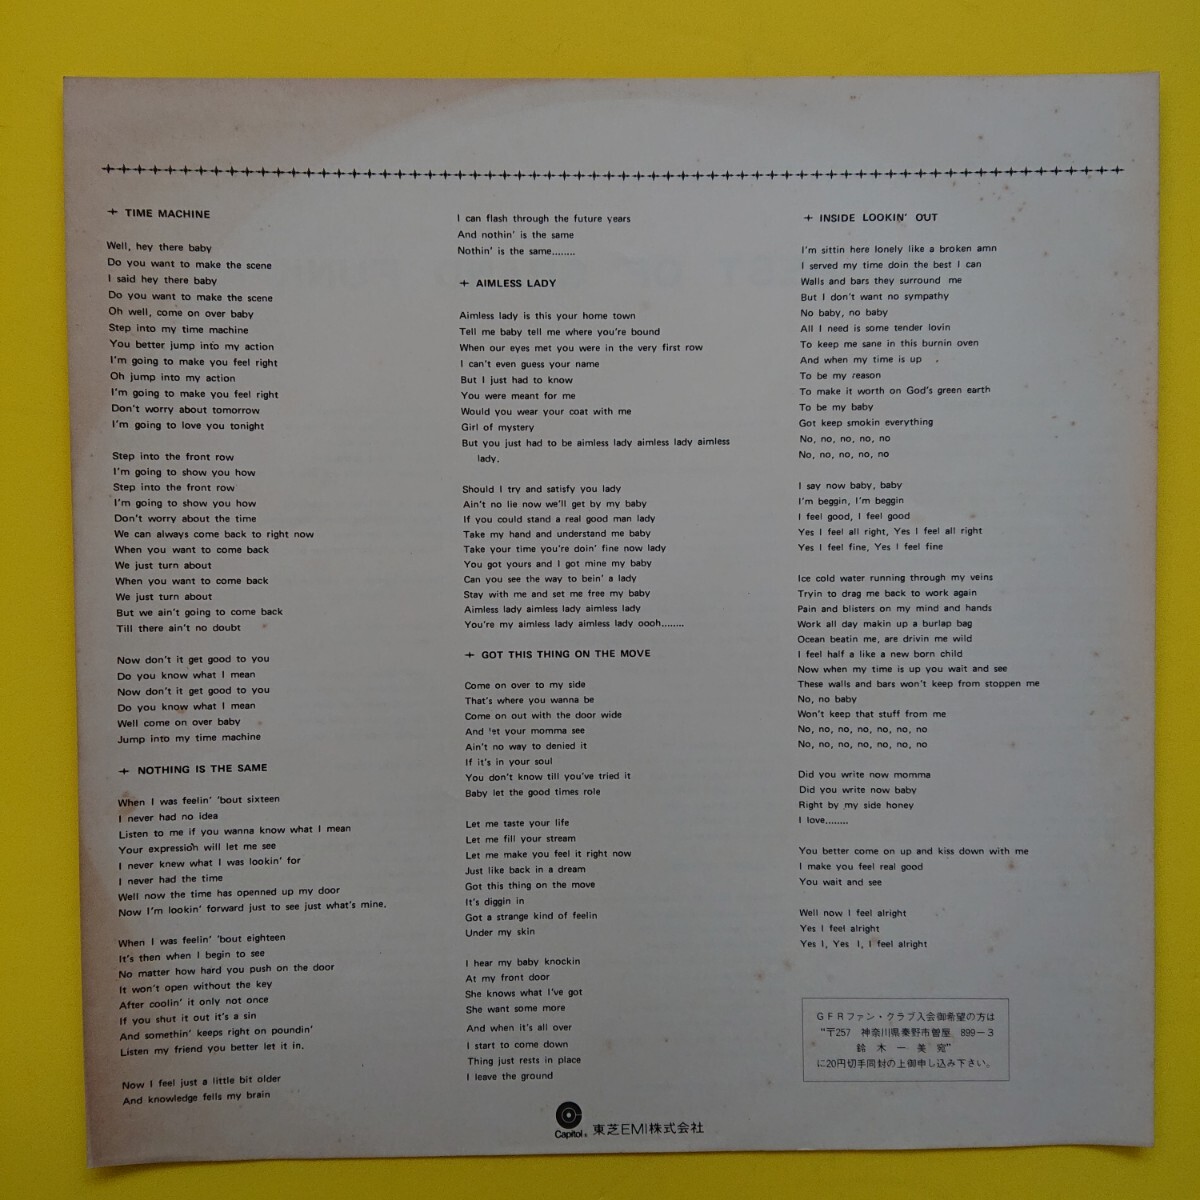 TIME MACHINE
Well, hey there baby
Do you want to make the scene
I said hey there baby
Do you want to make the scene
Oh well, come on over baby
Step into my time machine
You better jump into my action
I'm going to make you feel right
Oh jump into my action
I'm going to make you feel right
Don't worry about tomorrow
I'm going to love you tonight
Step into the front row
I'm going to show you how
Step into the front row
I'm going to show you how
Don't worry about the time
We can always come back to right now
When you want to come back
We just turn about
When you want to come back
We just turn about
But we ain't going to come back
Till there ain't no doubt
Now don't it get good to you
Do you know what I mean
Now don't it get good to you
Do you know what I mean
Well come on over baby
Jump into my time machine
NOTHING IS THE SAME
When I was feelin' 'bout sixteen
I never had no idea
Listen to me if you wanna know what I mean
Your expression will let me see
I never knew what I was lookin' for
I never had the time
Well now the time has openned up my door
Now I'm lookin' forward just to see just what's mine.
When I was feelin' 'bout eighteen
It's then when I begin to see
No matter how hard you push on the door
It won't open without the key
After coolin' it only not once
If you shut it out it's a sin
And somethin' keeps right on poundin'
Listen my friend you better let it in.
Now I feel just a little bit older
And knowledge fells my brain
I can flash through the future years
And nothin' is the same
Nothin' is the same........
AIMLESS LADY
Aimless lady is this your home town
Tell me baby tell me where you're bound
When our eyes met you were in the very first row
I can't even guess your name
But I just had to know
You were meant for me
Would you wear your coat with me
Girl of mystery
But you just had to be aimless lady aimless lady aimless
lady.
Should I try and satisfy you lady
Ain't no lie now we'll get by my baby
If you could stand a real good man lady
Take my hand and understand me baby
Take your time you're doin' fine now lady
You got yours and I got mine my baby
Can you see the way to bein' a lady
Stay with me and set me free my baby
Aimless lady aimless lady aimless lady
You're my aimless lady aimless lady oooh........
GOT THIS THING ON THE MOVE
Come on over to my side
That's where you wanna be
Come on out with the door wide
And let your momma see
Ain't no way to denied it
If it's in your soul
You don't know till you've tried it
Baby let the good times role
Let me taste your life
Let me fill your stream
Let me make you feel it right now
Just like back in a dream
Got this thing on the move
It's diggin in
Got a strange kind of feelin
Under my skin
I hear my baby knockin
At my front door
She knows what I've got
She want some more
And when it's all over
I start to come down
Thing just rests in place
I leave the ground
INSIDE LOOKIN' OUT
I'm sittin here lonely like a broken amn
I served my time doin the best I can
Walls and bars they surround me
But I don't want no sympathy
No baby, no baby
All I need is some tender lovin
To keep me sane in this burnin oven
And when my time is up
To be my reason
To make it worth on God's green earth
To be my baby
Got keep smokin everything
No, no, no, no, no
No, no, no, no, no
I say now baby, baby
I'm beggin, I'm beggin
I feel good, I feel good
Yes I feel all right, Yes I feel all right
Yes I feel fine, Yes I feel fine
Ice cold water running through my veins
Tryin to drag me back to work again
Pain and blisters on my mind and hands
Work all day makin up a burlap bag
Ocean beatin me, are drivin me wild
I feel half a like a new born child
Now when my time is up you wait and see
These walls and bars won't keep from stoppen me
No, no baby
Won't keep that stuff from me
No, no, no, no, no, no, no
No, no, no, no, no, no, no
Did you write now momma
Did you write now baby
Right by my side honey
I love........
You better come on up and kiss down with me
I make you feel real good
You wait and see
Well now I feel alright
Yes I feel alright
Yes I, Yes I, I feel alright
GFRファン・クラブ入会御希望の方は
"〒257 神奈川県秦野市曽屋 899-3
鈴木一美宛"
に20円切手同封の上御申し込み下さい。
Capitol® 東芝EMI株式会社